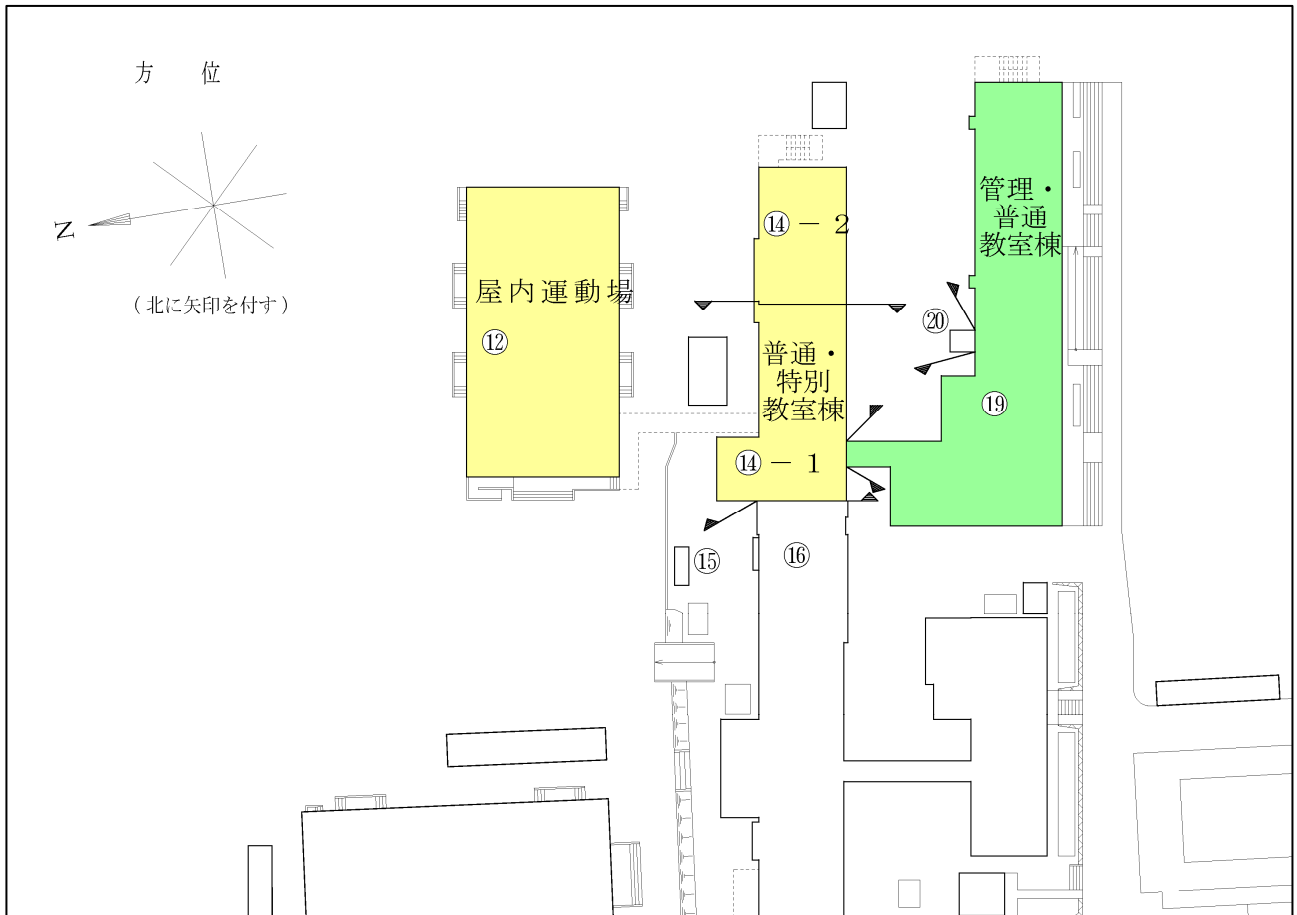 方 位
N
(北に矢印を付す)
屋内運動場
⑫
⑭－２
普通・
特別
教室棟
⑭－１
管理・
普通
教室棟
⑳
⑲
⑮
⑯